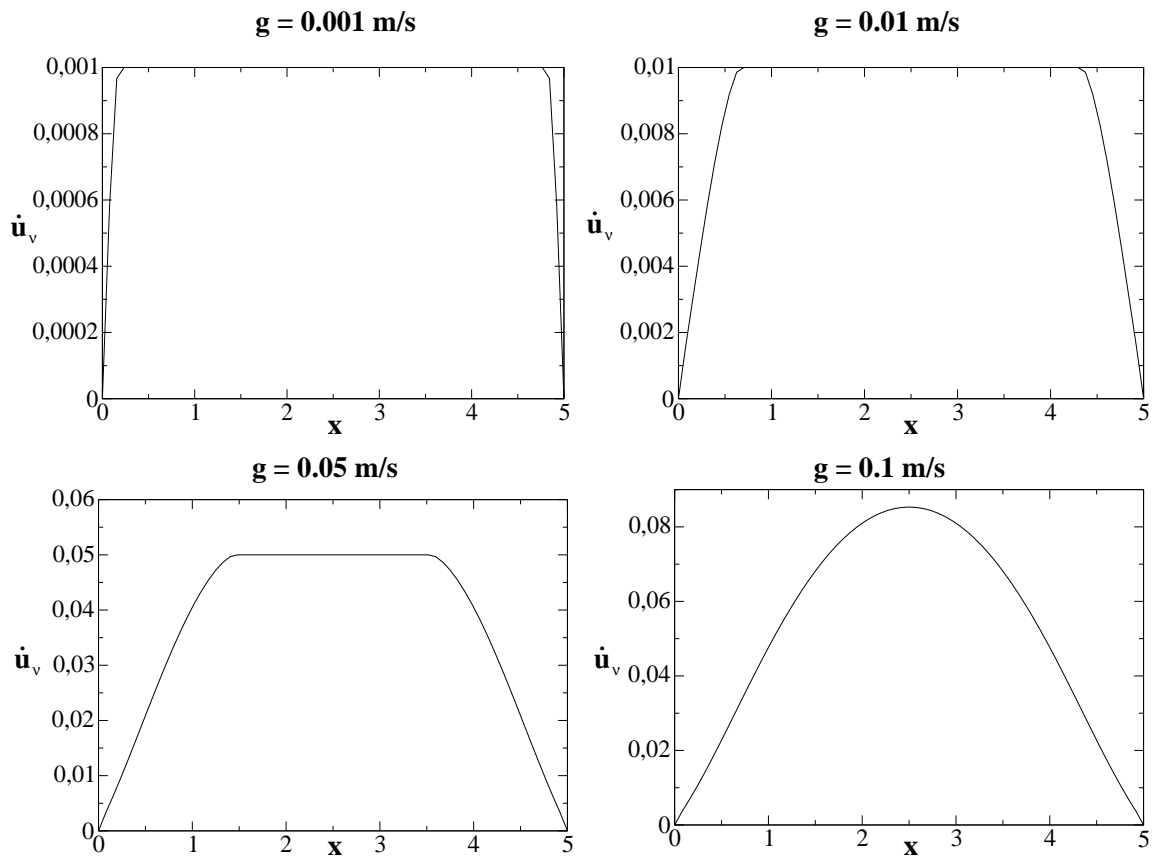 g = 0.001 m/s
0,001
0,0008
0,0006
u̇ν
0,0004
0,0002
0
0 1 2 3 4 5
x
g = 0.01 m/s
0,01
0,008
0,006
u̇ν
0,004
0,002
0
0 1 2 3 4 5
x
g = 0.05 m/s
0,06
0,05
0,04
0,03
u̇ν
0,02
0,01
0
0 1 2 3 4 5
x
g = 0.1 m/s
0,08
0,06
0,04
u̇ν
0,02
0
0 1 2 3 4 5
x